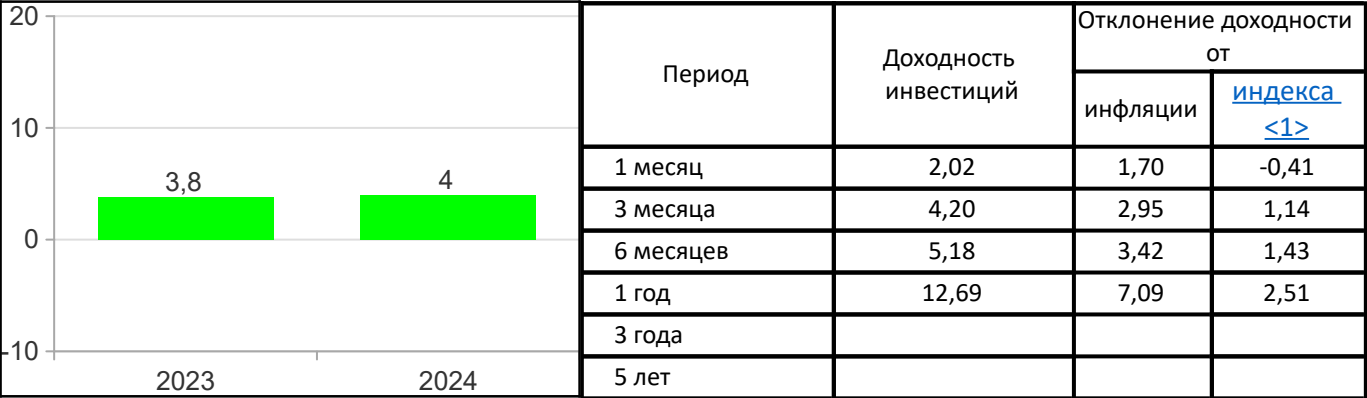 20
10
0
-10
3,8
4
2023
2024
Период
Доходность
инвестиций
Отклонение доходности
от
инфляции
индекса
<1>
1 месяц 2,02 1,70 -0,41
3 месяца 4,20 2,95 1,14
6 месяцев 5,18 3,42 1,43
1 год 12,69 7,09 2,51
3 года
5 лет